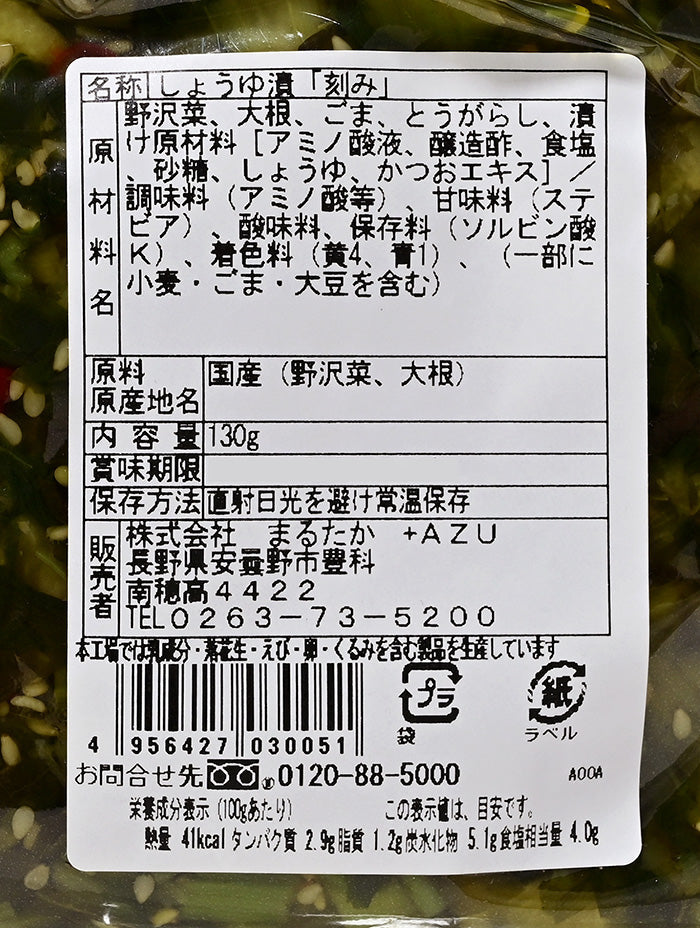 名称 しょうゆ漬「刻み」
原材料名 野沢菜、大根、ごま、とうがらし、漬
け原材料［アミノ酸液、醸造酢、食塩
、砂糖、しょうゆ、かつおエキス］／
調味料（アミノ酸等）、甘味料（ステ
ビア）、酸味料、保存料（ソルビン酸
K）、着色料（黄4、青1）、（一部に
小麦・ごま・大豆を含む）
原料
原産地名 国産（野沢菜、大根）
内容量 130g
賞味期限
保存方法 直射日光を避け常温保存
販売者 株式会社 まるたか +AZU
長野県安曇野市豊科
南穂高4422
TEL0263-73-5200
本工場では乳成分・落花生・えび・卵・くるみを含む製品を生産しています
プラ
袋
紙
ラベル
4 956427 030051
お問合せ先 0120-88-5000 A00A
栄養成分表示（100gあたり） この表示値は、目安です。
熱量 41kcal タンパク質 2.9g 脂質 1.2g 炭水化物 5.1g 食塩相当量 4.0g